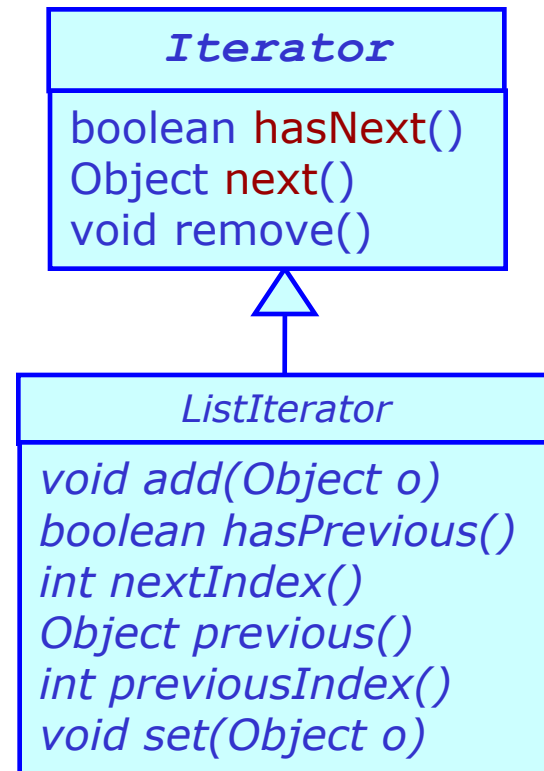 Iterator
boolean hasNext()
Object next()
void remove()
ListIterator
void add(Object o)
boolean hasPrevious()
int nextIndex()
Object previous()
int previousIndex()
void set(Object o)